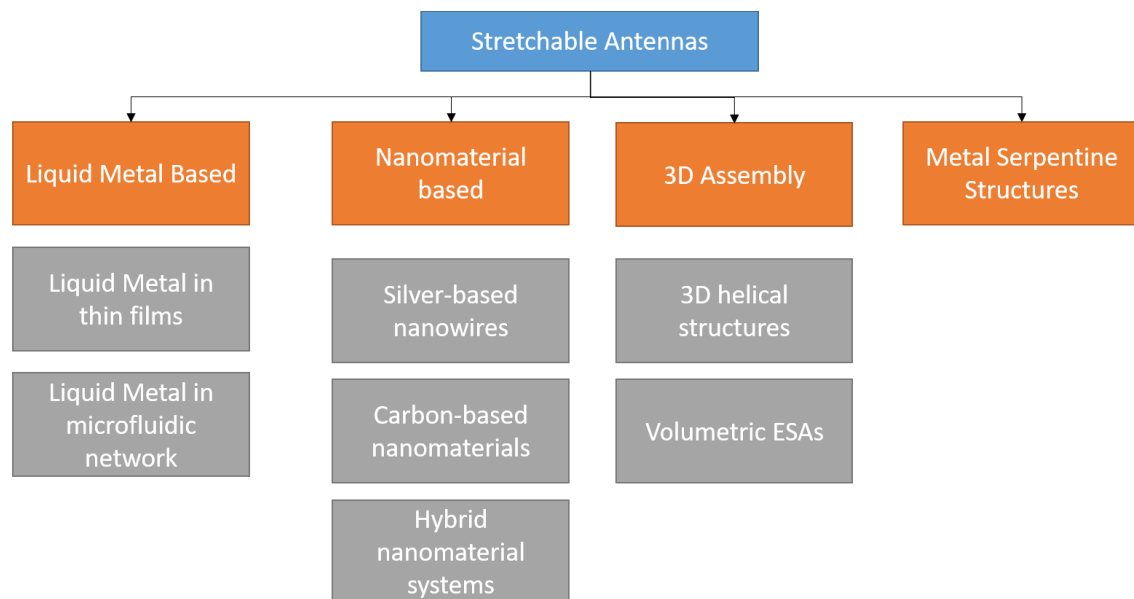 Stretchable Antennas
Liquid Metal Based
Nanomaterial
based
3D Assembly
Metal Serpentine
Structures
Liquid Metal in
thin films
Silver-based
nanowires
3D helical
structures
Liquid Metal in
microfluidic
network
Carbon-based
nanomaterials
Volumetric ESAs
Hybrid
nanomaterial
systems